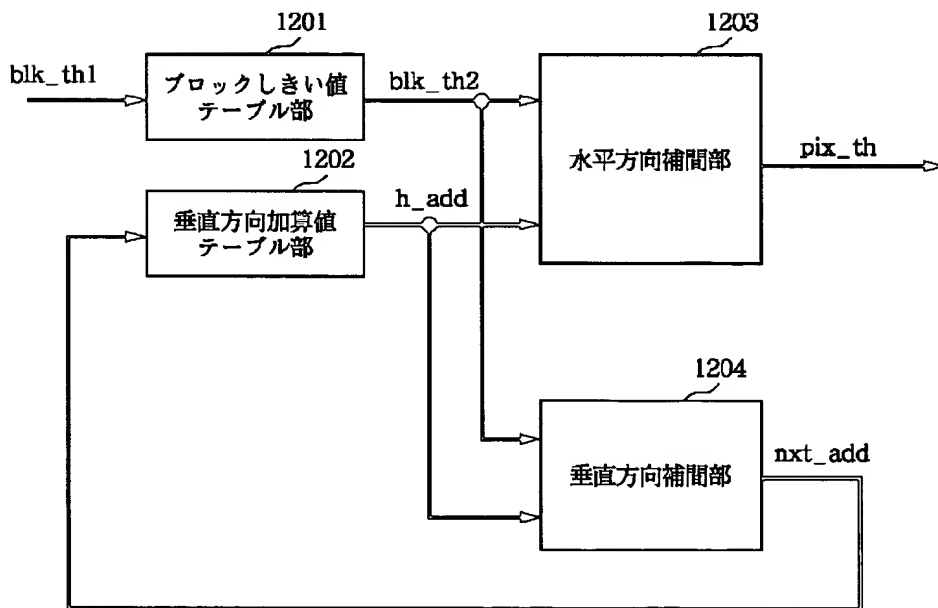 1201
1203
blk_th1
ブロックしきい値
テーブル部
blk_th2
水平方向補間部
pix_th
1202
垂直方向加算値
テーブル部
h_add
1204
垂直方向補間部
nxt_add